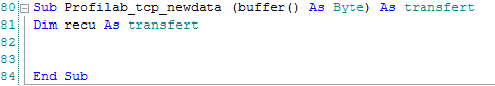 80 Sub Profilab_tcp_newdata (buffer() As Byte) As transfert
81 Dim recu As transfert
82
83
84 End Sub